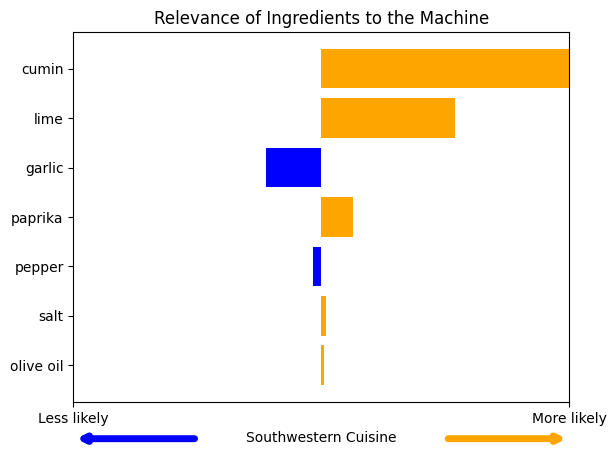 Relevance of Ingredients to the Machine
cumin
lime
garlic
paprika
pepper
salt
olive oil
Less likely
More likely
Southwestern Cuisine